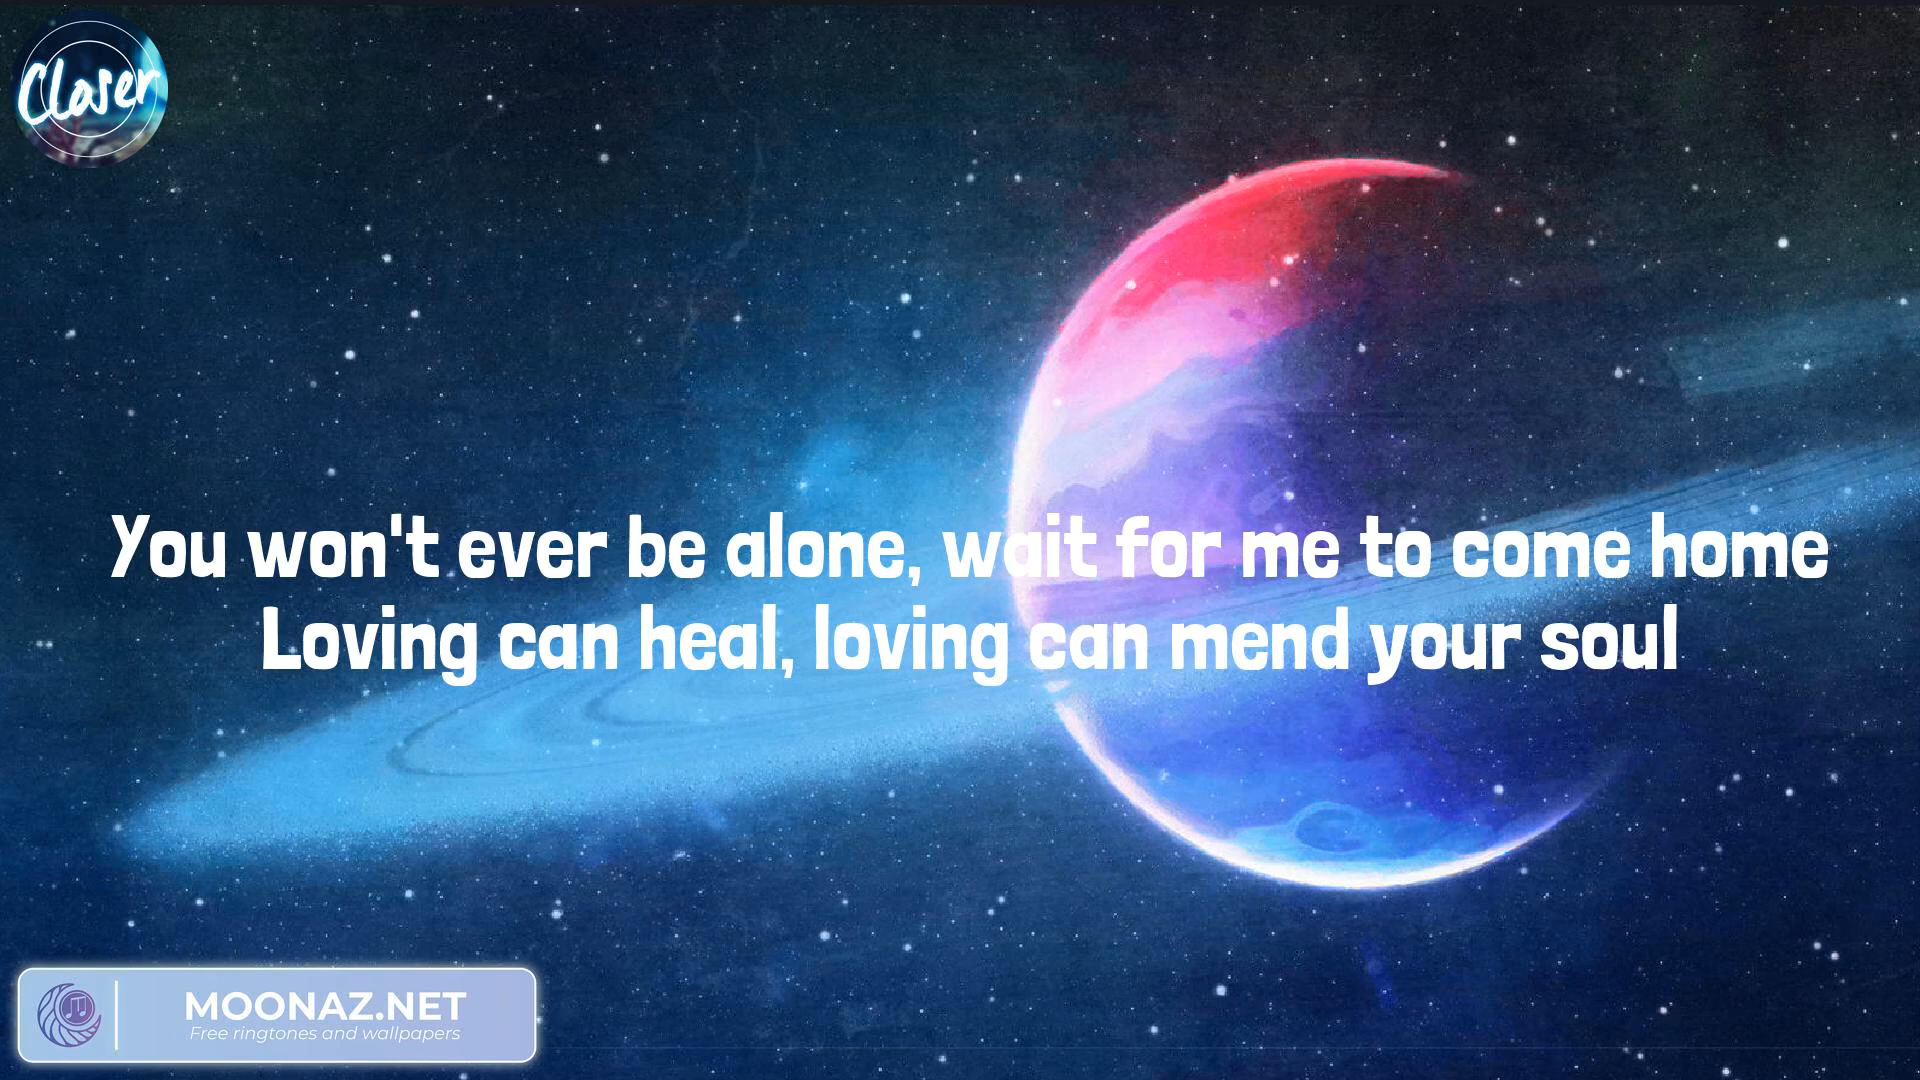 Closer
You won't ever be alone, wait for me to come home
Loving can heal, loving can mend your soul
MOONAZ.NET
Free ringtones and wallpapers